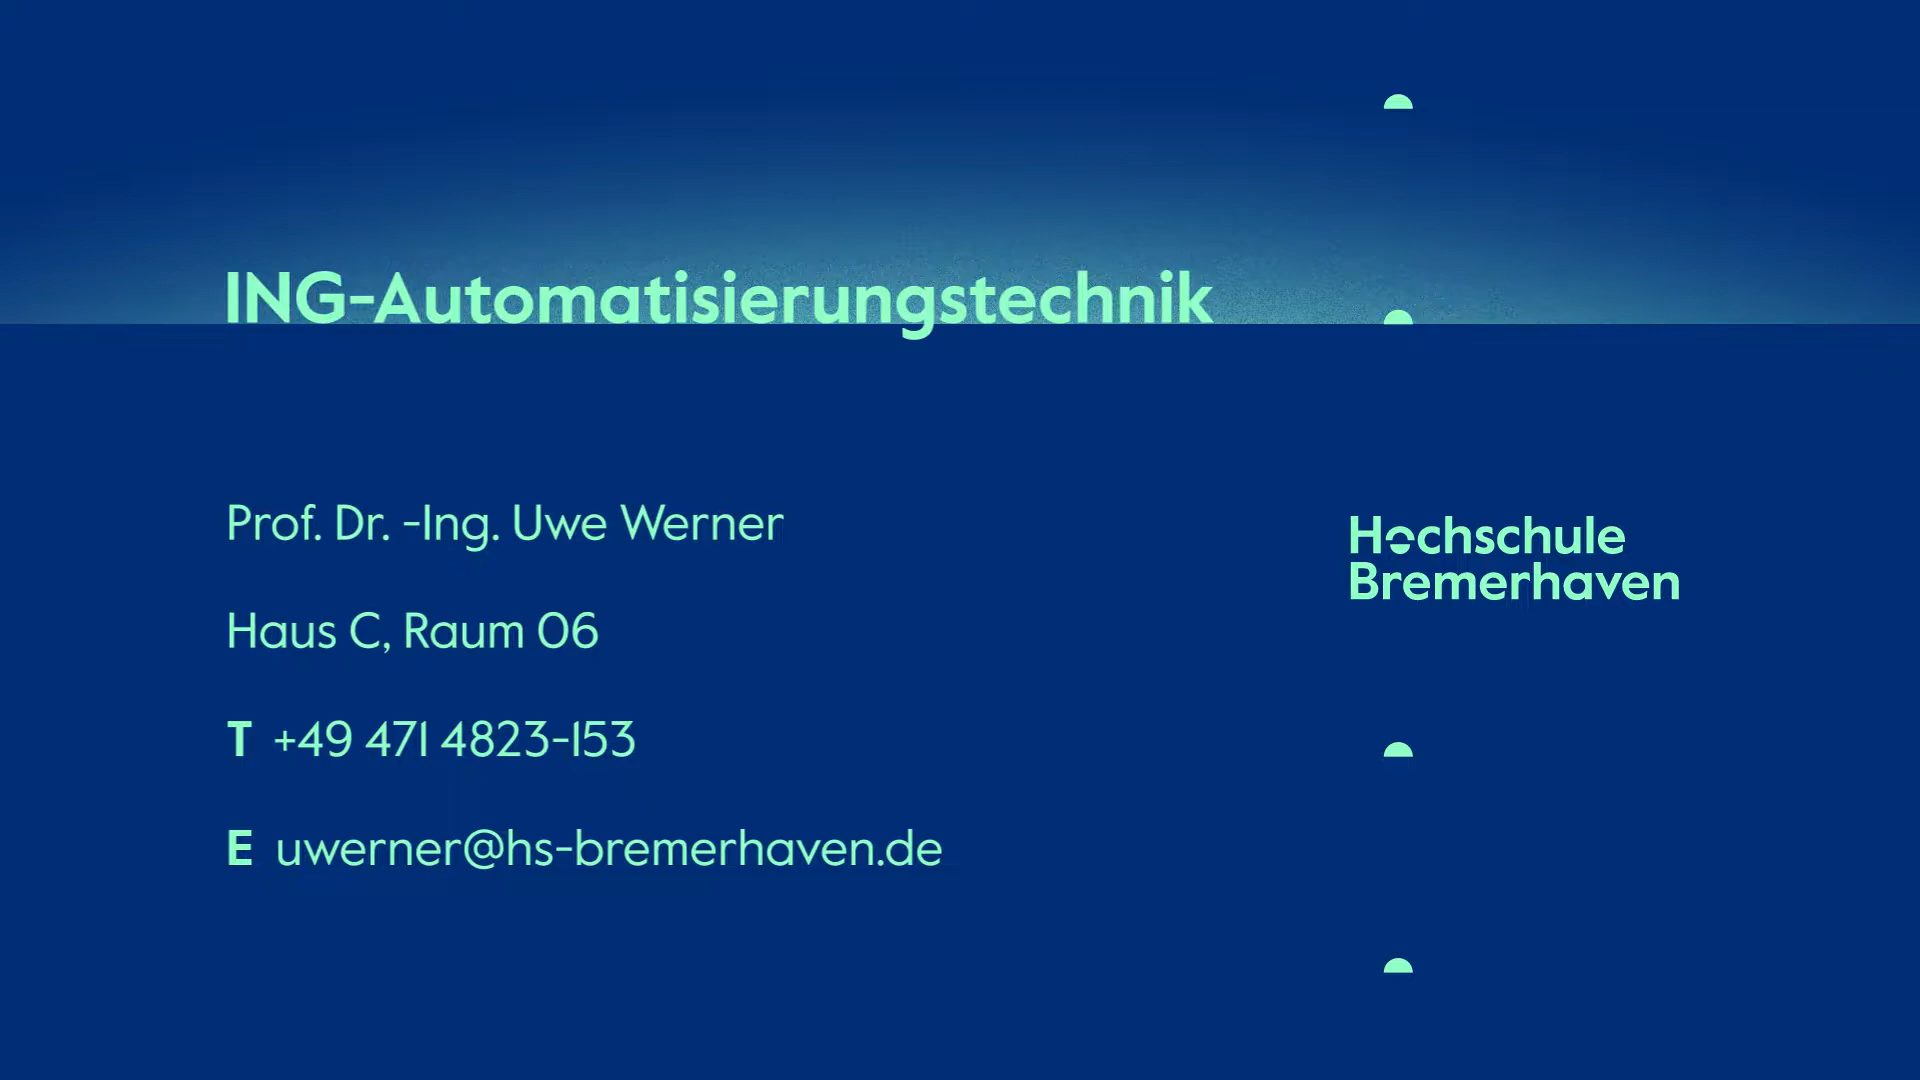 ING-Automatisierungstechnik
Prof. Dr. -Ing. Uwe Werner
Haus C, Raum 06
T +49 471 4823-153
E uwerner@hs-bremerhaven.de
Hochschule
Bremerhaven